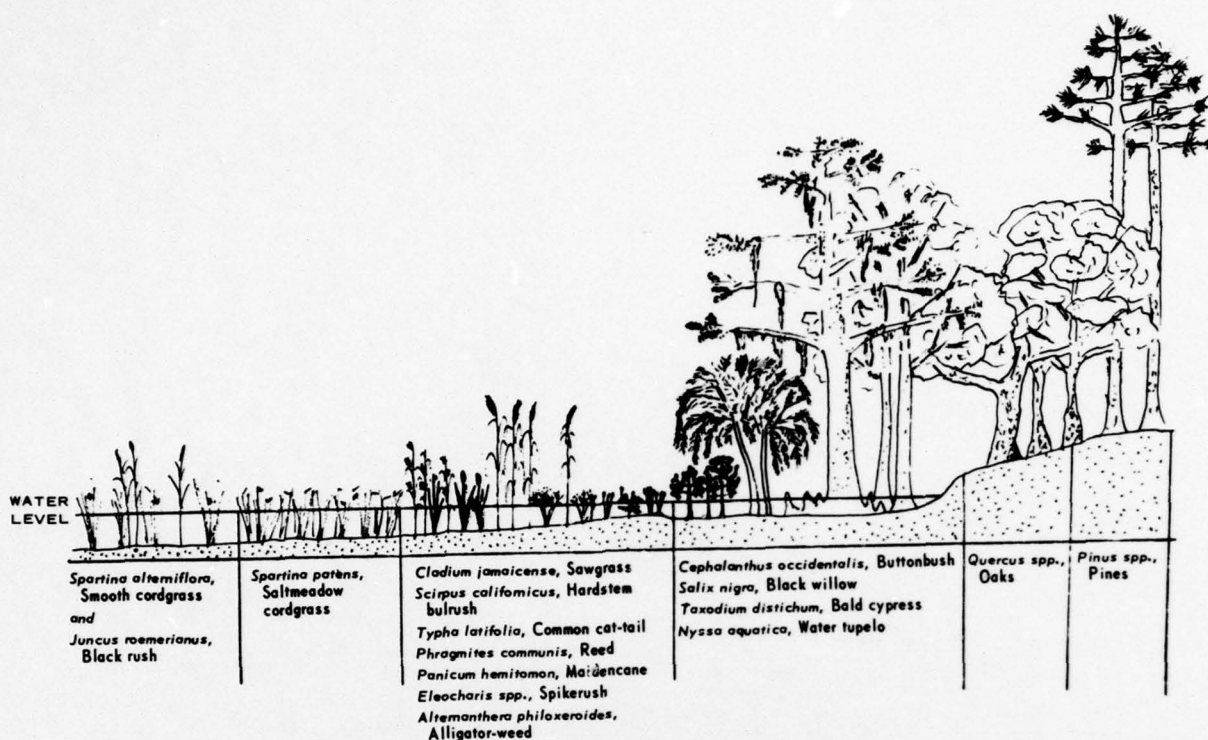 WATER
LEVEL
Spartina alterniflora,
Smooth cordgrass
and
Juncus roemerianus,
Black rush
Spartina patens,
Saltmeadow
cordgrass
Cladium jamaicense, Sawgrass
Scirpus californicus, Hardstem
bulrush
Typha latifolia, Common cat-tail
Phragmites communis, Reed
Panicum hemitomon, Maidencane
Eleocharis spp., Spikerush
Alternanthera philoxeroides,
Alligator-weed
Cephalanthus occidentalis, Buttonbush
Salix nigra, Black willow
Taxodium distichum, Bald cypress
Nyssa aquatica, Water tupelo
Quercus spp.,
Oaks
Pinus spp.,
Pines